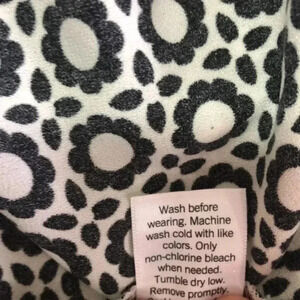 Wash before
wearing. Machine
wash cold with like
colors. Only
non-chlorine bleach
when needed.
Tumble dry low.
Remove promptly.